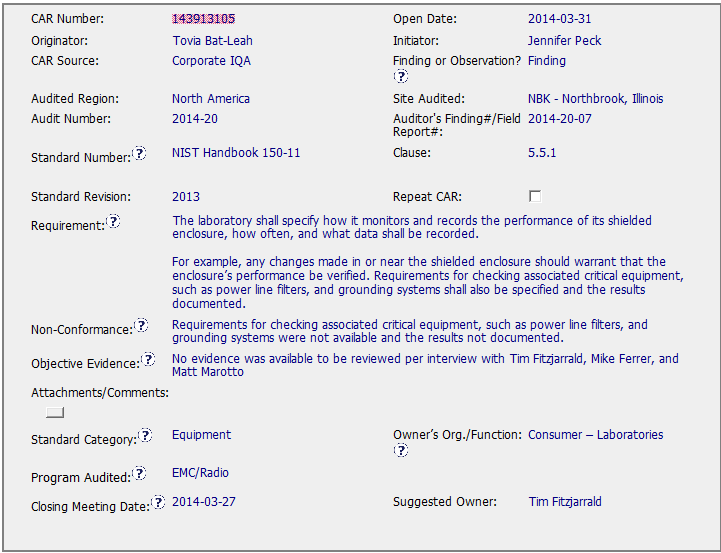 CAR Number: 143913105 Open Date: 2014-03-31
Originator: Tovia Bat-Leah Initiator: Jennifer Peck
CAR Source: Corporate IQA Finding or Observation? Finding
?
Audited Region: North America Site Audited: NBK - Northbrook, Illinois
Audit Number: 2014-20 Auditor's Finding#/Field 2014-20-07
Report#:
Standard Number: ? NIST Handbook 150-11 Clause: 5.5.1
Standard Revision: 2013 Repeat CAR:
Requirement: ? The laboratory shall specify how it monitors and records the performance of its shielded
enclosure, how often, and what data shall be recorded.
For example, any changes made in or near the shielded enclosure should warrant that the
enclosure's performance be verified. Requirements for checking associated critical equipment,
such as power line filters, and grounding systems shall also be specified and the results
documented.
Non-Conformance: ? Requirements for checking associated critical equipment, such as power line filters, and
grounding systems were not available and the results not documented.
Objective Evidence: ? No evidence was available to be reviewed per interview with Tim Fitzjarrald, Mike Ferrer, and
Matt Marotto
Attachments/Comments:
Standard Category: ? Equipment Owner's Org./Function: Consumer – Laboratories
?
Program Audited: ? EMC/Radio
Closing Meeting Date: ? 2014-03-27 Suggested Owner: Tim Fitzjarrald